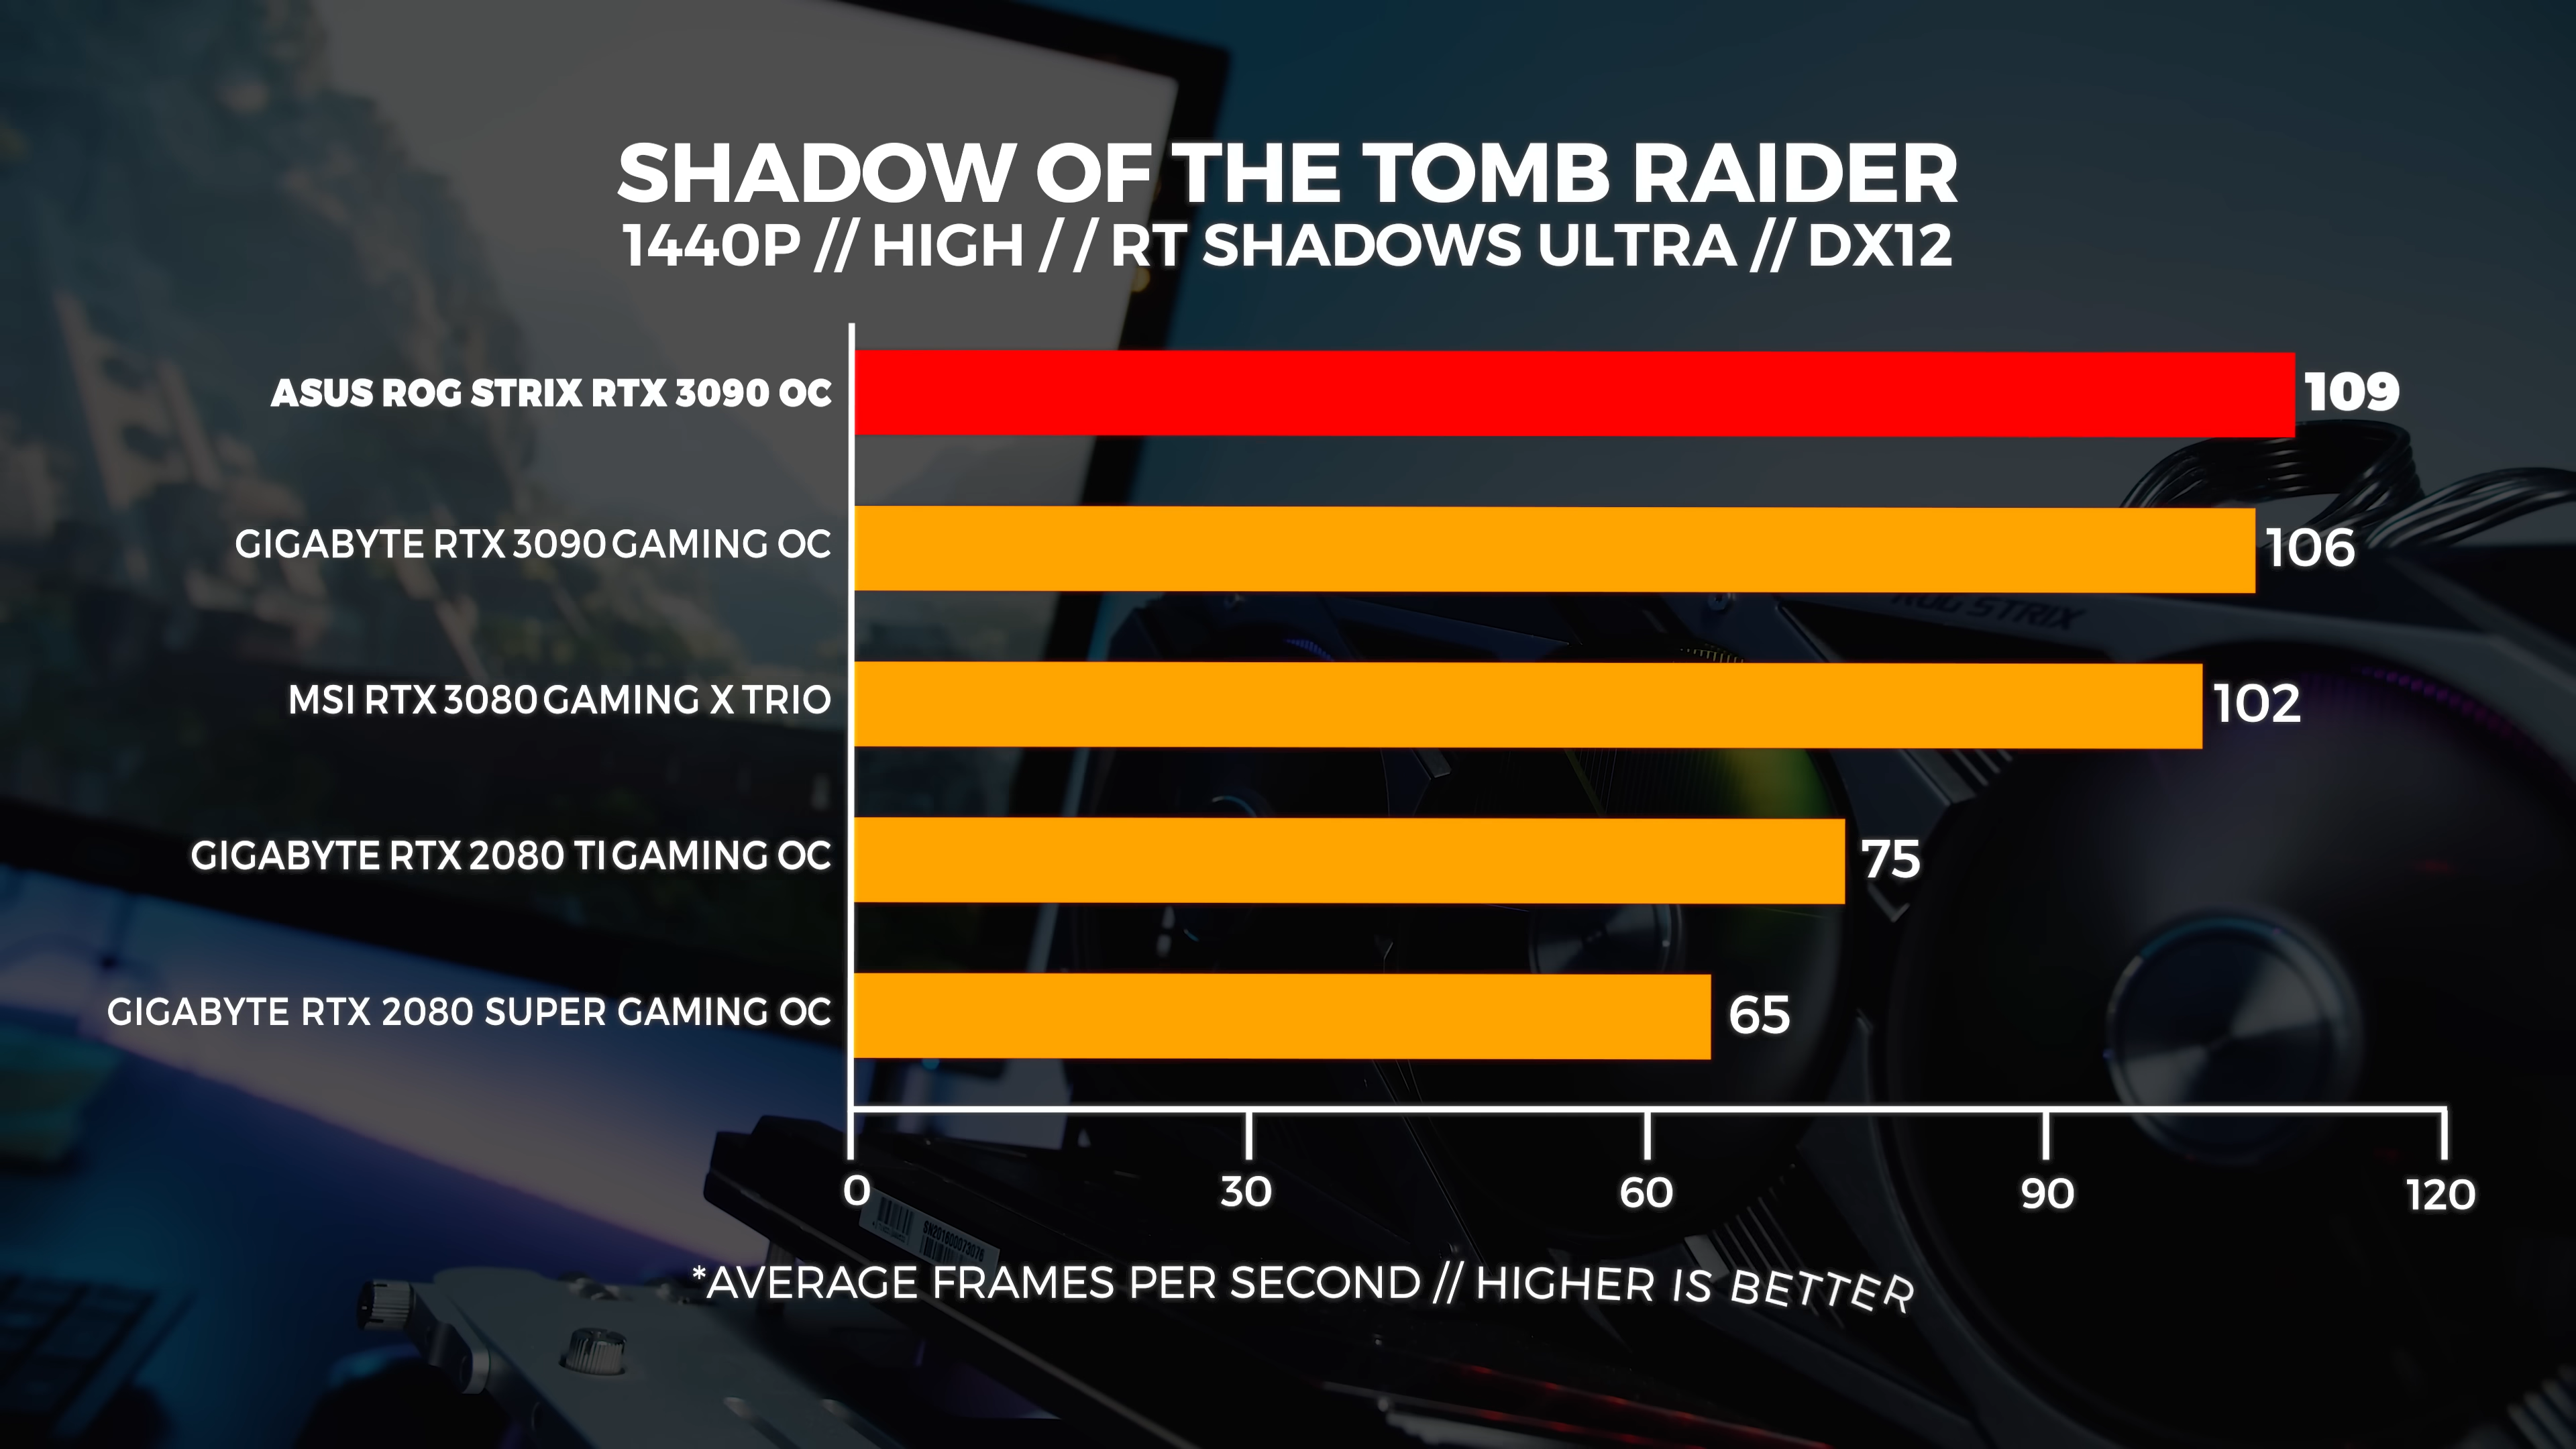 SHADOW OF THE TOMB RAIDER
1440P // HIGH // RT SHADOWS ULTRA // DX12
ASUS ROG STRIX RTX 3090 OC 109
GIGABYTE RTX 3090 GAMING OC 106
ROG STRIX
MSI RTX 3080 GAMING X TRIO 102
GIGABYTE RTX 2080 TI GAMING OC 75
GIGABYTE RTX 2080 SUPER GAMING OC 65
0 30 60 90 120
*AVERAGE FRAMES PER SECOND // HIGHER IS BETTER